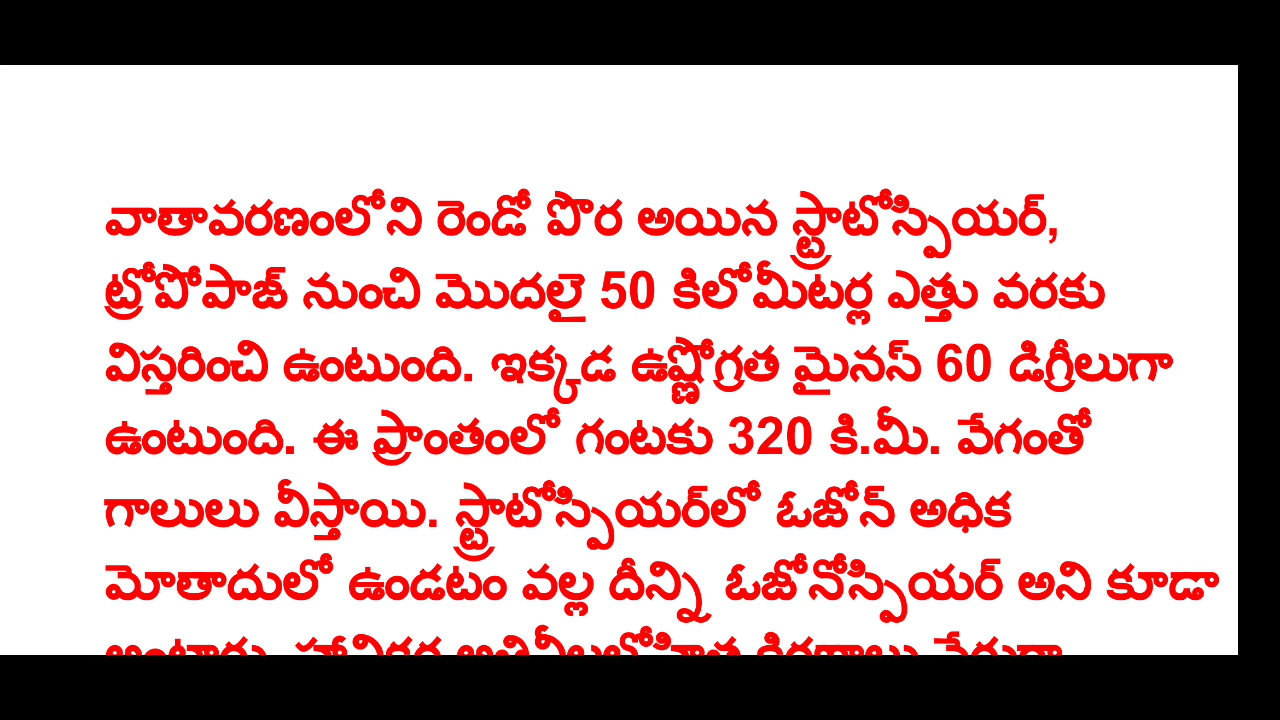 వాతావరణంలోని రెండో పొర అయిన స్ట్రాటోస్పియర్,
ట్రోపోపాజ్ నుంచి మొదలై 50 కిలోమీటర్ల ఎత్తు వరకు
విస్తరించి ఉంటుంది. ఇక్కడ ఉష్ణోగ్రత మైనస్ 60 డిగ్రీలుగా
ఉంటుంది. ఈ ప్రాంతంలో గంటకు 320 కి.మీ. వేగంతో
గాలులు వీస్తాయి. స్ట్రాటోస్పియర్‌లో ఓజోన్ అధిక
మోతాదులో ఉండటం వల్ల దీన్ని ఓజోనోస్పియర్ అని కూడా